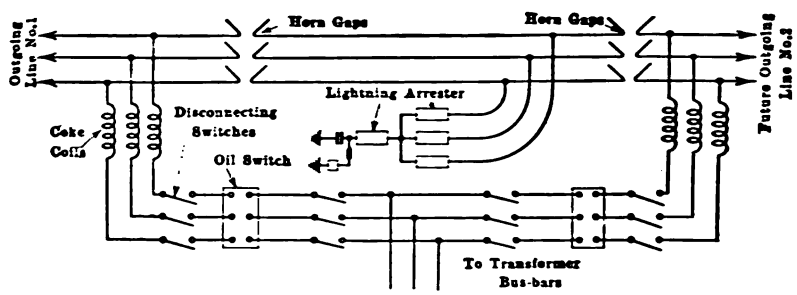 Horn Gaps
Horn Gaps
Outgoing
Line No.1
Future Outgoing
Line No.2
Lightning Arrester
Disconnecting
Switches
Coke
Coils
Oil Switch
To Transformer
Bus-bars